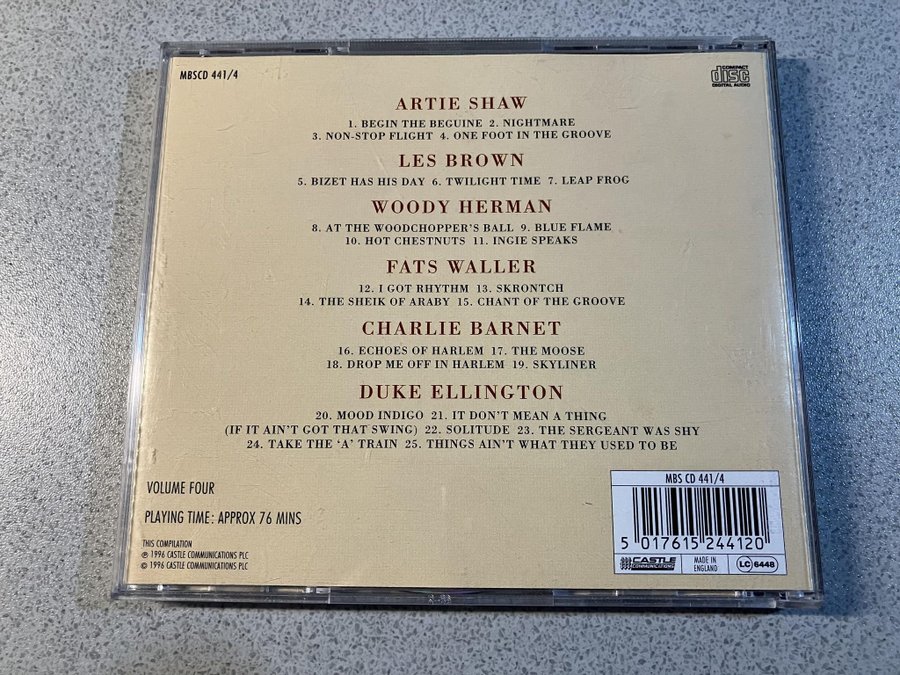 MBSCD 441/4
COMPACT
disc
DIGITAL AUDIO
ARTIE SHAW
1. BEGIN THE BEGUINE 2. NIGHTMARE
3. NON-STOP FLIGHT 4. ONE FOOT IN THE GROOVE
LES BROWN
5. BIZET HAS HIS DAY 6. TWILIGHT TIME 7. LEAP FROG
WOODY HERMAN
8. AT THE WOODCHOPPER'S BALL 9. BLUE FLAME
10. HOT CHESTNUTS 11. INGIE SPEAKS
FATS WALLER
12. I GOT RHYTHM 13. SKRONTCH
14. THE SHEIK OF ARABY 15. CHANT OF THE GROOVE
CHARLIE BARNET
16. ECHOES OF HARLEM 17. THE MOOSE
18. DROP ME OFF IN HARLEM 19. SKYLINER
DUKE ELLINGTON
20. MOOD INDIGO 21. IT DON'T MEAN A THING
(IF IT AIN'T GOT THAT SWING) 22. SOLITUDE 23. THE SERGEANT WAS SHY
24. TAKE THE 'A' TRAIN 25. THINGS AIN'T WHAT THEY USED TO BE
VOLUME FOUR
PLAYING TIME: APPROX 76 MINS
THIS COMPILATION
℗ 1996 CASTLE COMMUNICATIONS PLC
© 1996 CASTLE COMMUNICATIONS PLC
MBS CD 441/4
5 017615 244120
CASTLE
COMMUNICATIONS
MADE IN
ENGLAND
LC 6448